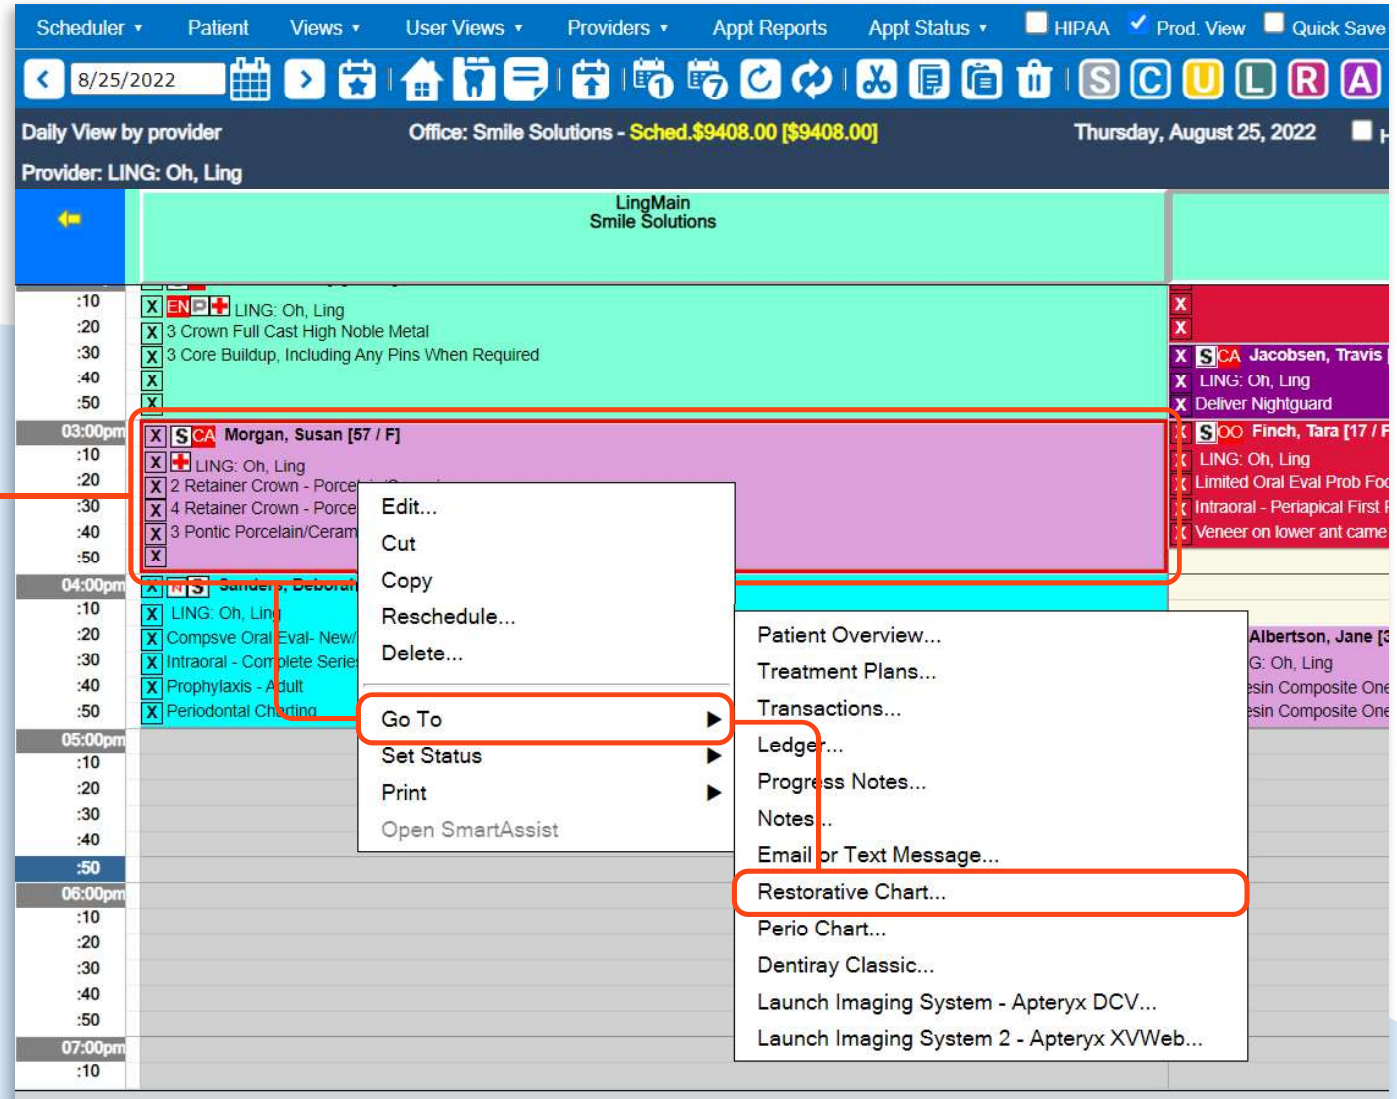 Scheduler Patient Views User Views Providers Appt Reports Appt Status HIPAA Prod. View Quick Save
8/25/2022 S C U L R A
Daily View by provider Office: Smile Solutions - Sched.$9408.00 [$9408.00] Thursday, August 25, 2022
Provider: LING: Oh, Ling
LingMain
Smile Solutions
:10 X EN P LING: Oh, Ling X
:20 X 3 Crown Full Cast High Noble Metal X
:30 X 3 Core Buildup, Including Any Pins When Required X S CA Jacobsen, Travis
:40 X X LING: Oh, Ling
:50 X X Deliver Nightguard
03:00pm X S CA Morgan, Susan [57 / F] X S OO Finch, Tara [17 / F
:10 X LING: Oh, Ling X LING: Oh, Ling
:20 X 2 Retainer Crown - X Limited Oral Eval Prob Foc
:30 X 4 Retainer Crown - Porce X Intraoral - Periapical First
:40 X 3 Pontic Porcelain/Ceram X Veneer on lower ant came
:50 X
04:00pm X N S Sanders, Deborah
:10 X LING: Oh, Ling
:20 X Compsve Oral Eval- New/ Albertson, Jane [3
:30 X Intraoral - Complete Series G: Oh, Ling
:40 X Prophylaxis - Adult esin Composite One
:50 X Periodontal Charting esin Composite One
05:00pm
:10
:20
:30
:40
:50
06:00pm
:10
:20
:30
:40
:50
07:00pm
:10
Edit...
Cut
Copy
Reschedule...
Delete...
Go To
Set Status
Print
Open SmartAssist
Patient Overview...
Treatment Plans...
Transactions...
Ledger...
Progress Notes...
Notes...
Email or Text Message...
Restorative Chart...
Perio Chart...
Dentiray Classic...
Launch Imaging System - Apteryx DCV...
Launch Imaging System 2 - Apteryx XVWeb...